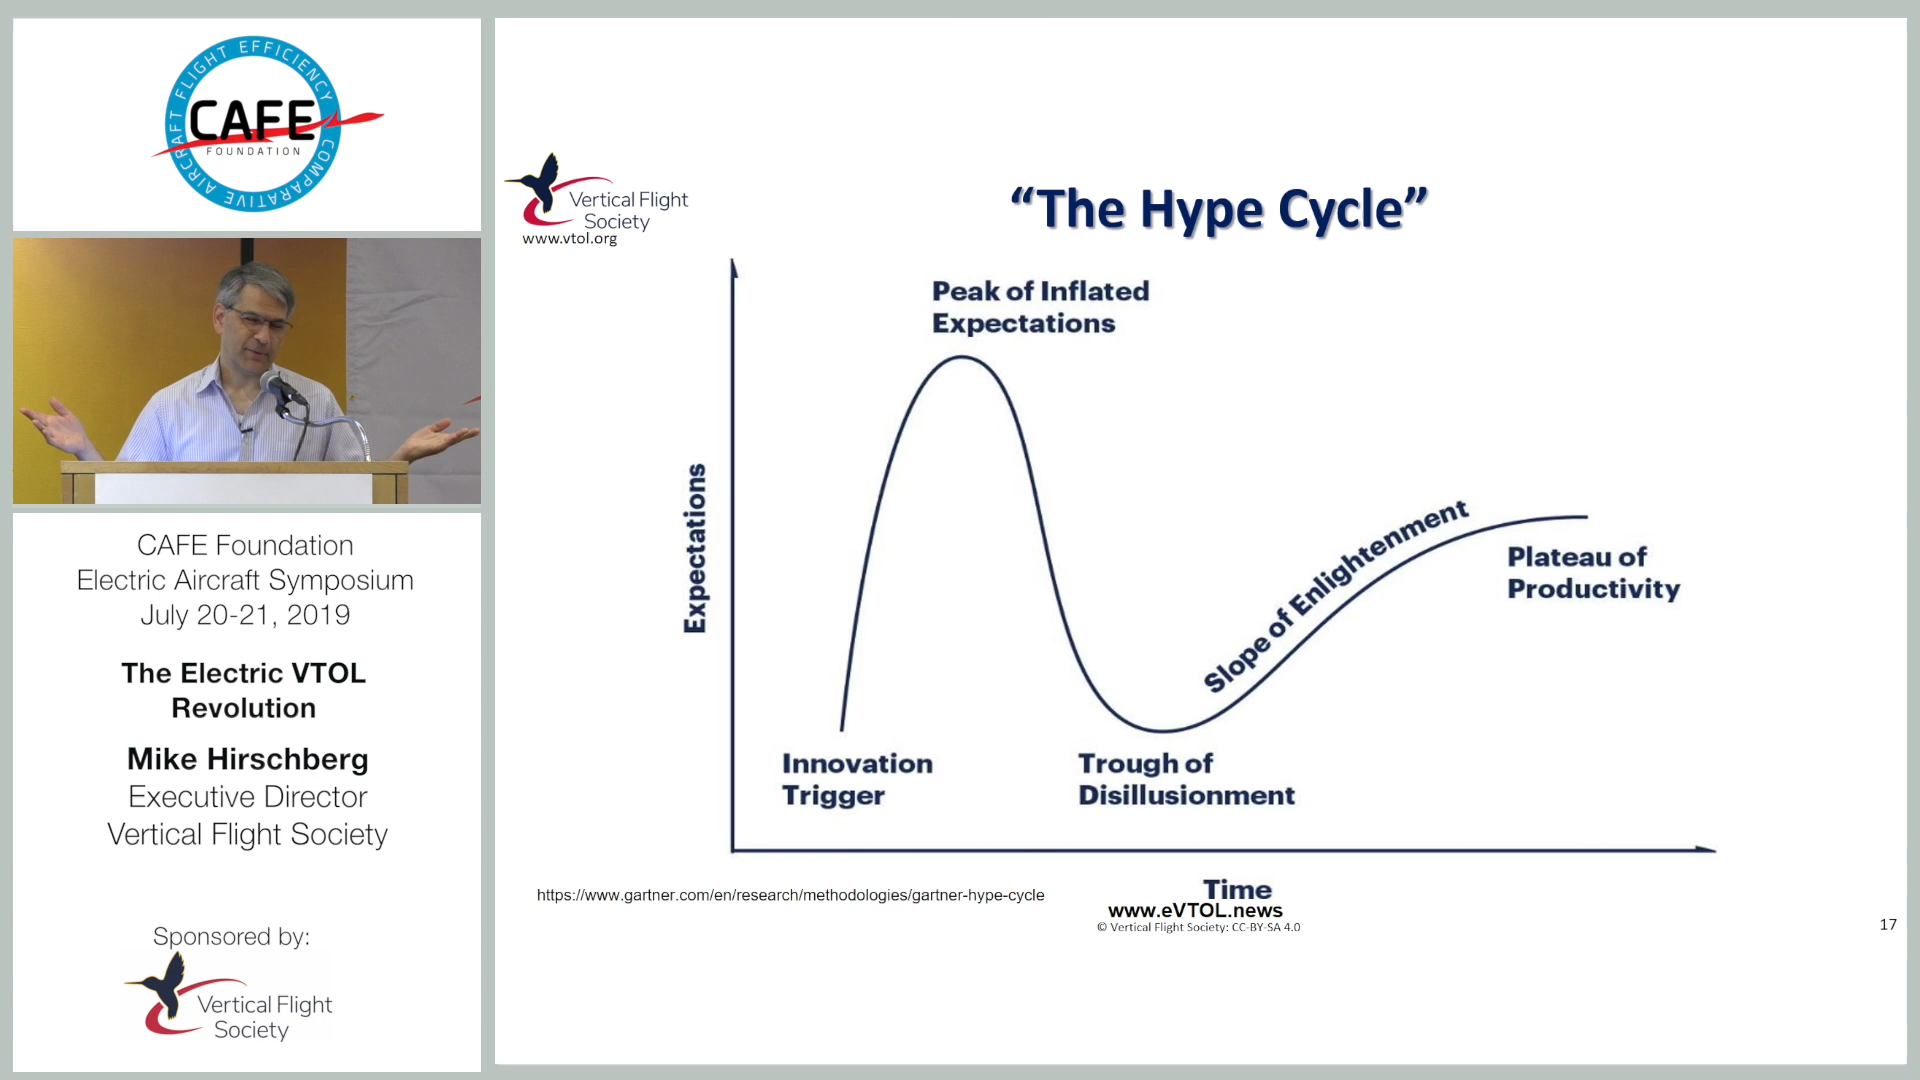 AIRCRAFT FLIGHT EFFICIENCY
COMPARATIVE
CAFE
FOUNDATION
CAFE Foundation
Electric Aircraft Symposium
July 20-21, 2019
The Electric VTOL
Revolution
Mike Hirschberg
Executive Director
Vertical Flight Society
Sponsored by:
Vertical Flight
Society
Vertical Flight
Society
www.vtol.org
“The Hype Cycle”
Peak of Inflated
Expectations
Expectations
Slope of Enlightenment
Plateau of
Productivity
Innovation
Trigger
Trough of
Disillusionment
Time
https://www.gartner.com/en/research/methodologies/gartner-hype-cycle
www.eVTOL.news
© Vertical Flight Society: CC-BY-SA 4.0
17